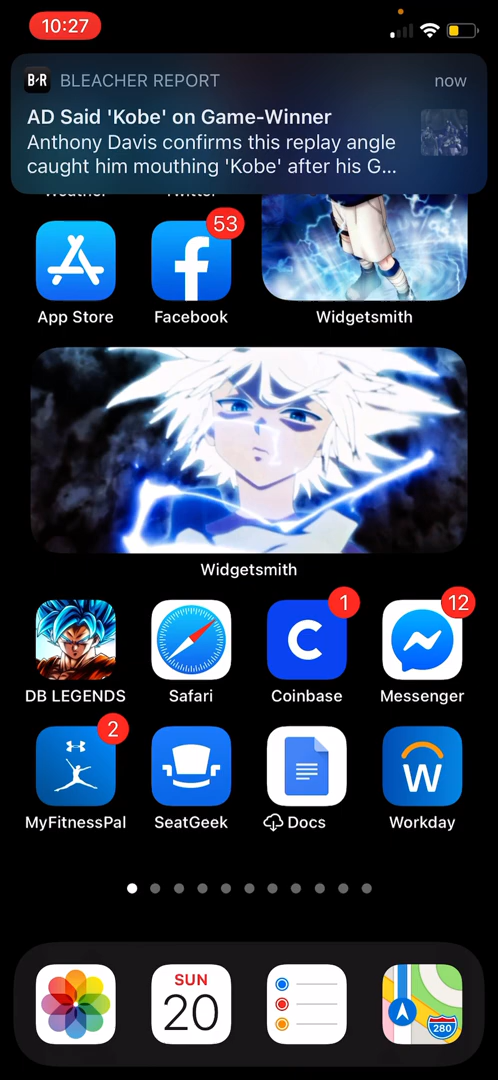 10:27
B/R BLEACHER REPORT now
AD Said 'Kobe' on Game-Winner
Anthony Davis confirms this replay angle
caught him mouthing 'Kobe' after his G...
53
App Store Facebook Widgetsmith
Widgetsmith
1 12
DB LEGENDS Safari Coinbase Messenger
2
W
MyFitnessPal SeatGeek Docs Workday
SUN
20
280